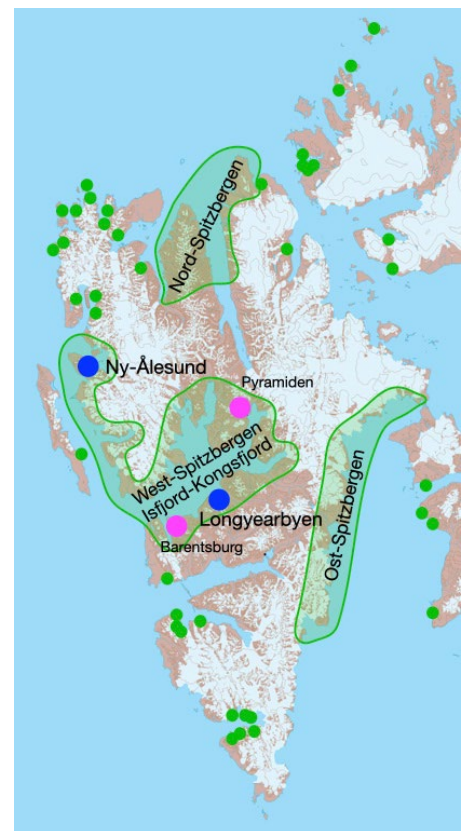 Nord-Spitzbergen
Ny-Ålesund
Pyramiden
West-Spitzbergen
Isfjord-Kongsfjord
Longyearbyen
Barentsburg
Ost-Spitzbergen